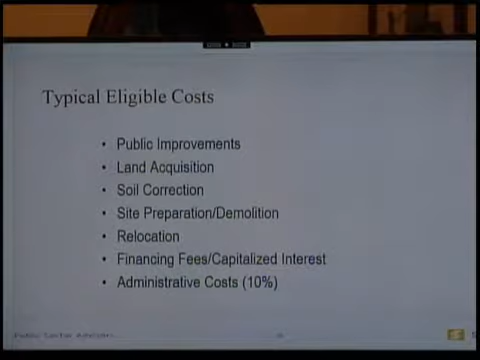 Typical Eligible Costs
• Public Improvements
• Land Acquisition
• Soil Correction
• Site Preparation/Demolition
• Relocation
• Financing Fees/Capitalized Interest
• Administrative Costs (10%)